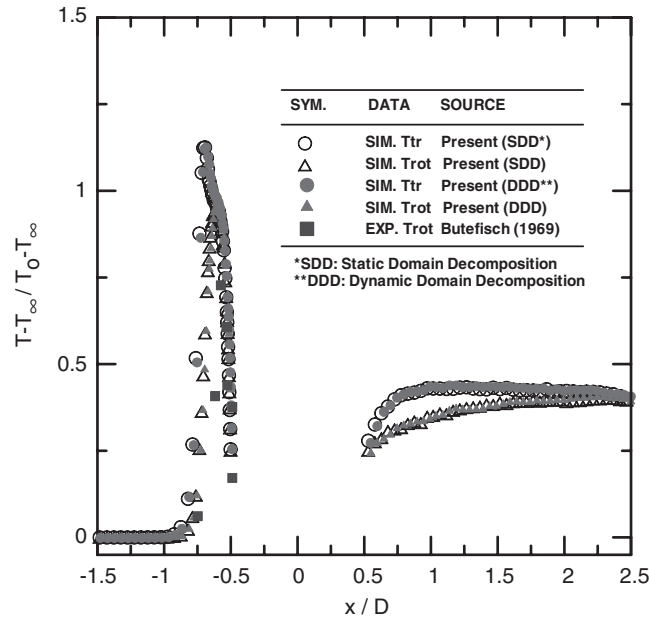 1.5
SYM. DATA SOURCE
SIM. Ttr Present (SDD*)
SIM. Trot Present (SDD)
SIM. Ttr Present (DDD**)
SIM. Trot Present (DDD)
EXP. Trot Butefisch (1969)
*SDD: Static Domain Decomposition
**DDD: Dynamic Domain Decomposition
1
T-T∞ / T0-T∞
0.5
0
-1.5 -1 -0.5 0 0.5 1 1.5 2 2.5
x / D